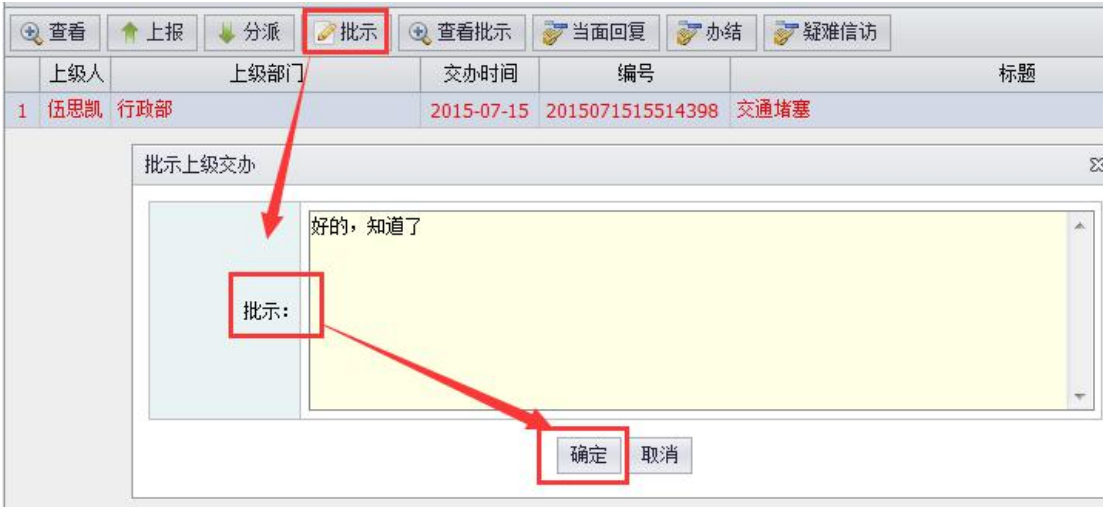 查看 上报 分派 批示 查看批示 当面回复 办结 疑难信访
上级人 上级部门 交办时间 编号 标题
1 伍思凯 行政部 2015-07-15 2015071515514398 交通堵塞
批示上级交办
好的，知道了
批示：
确定 取消